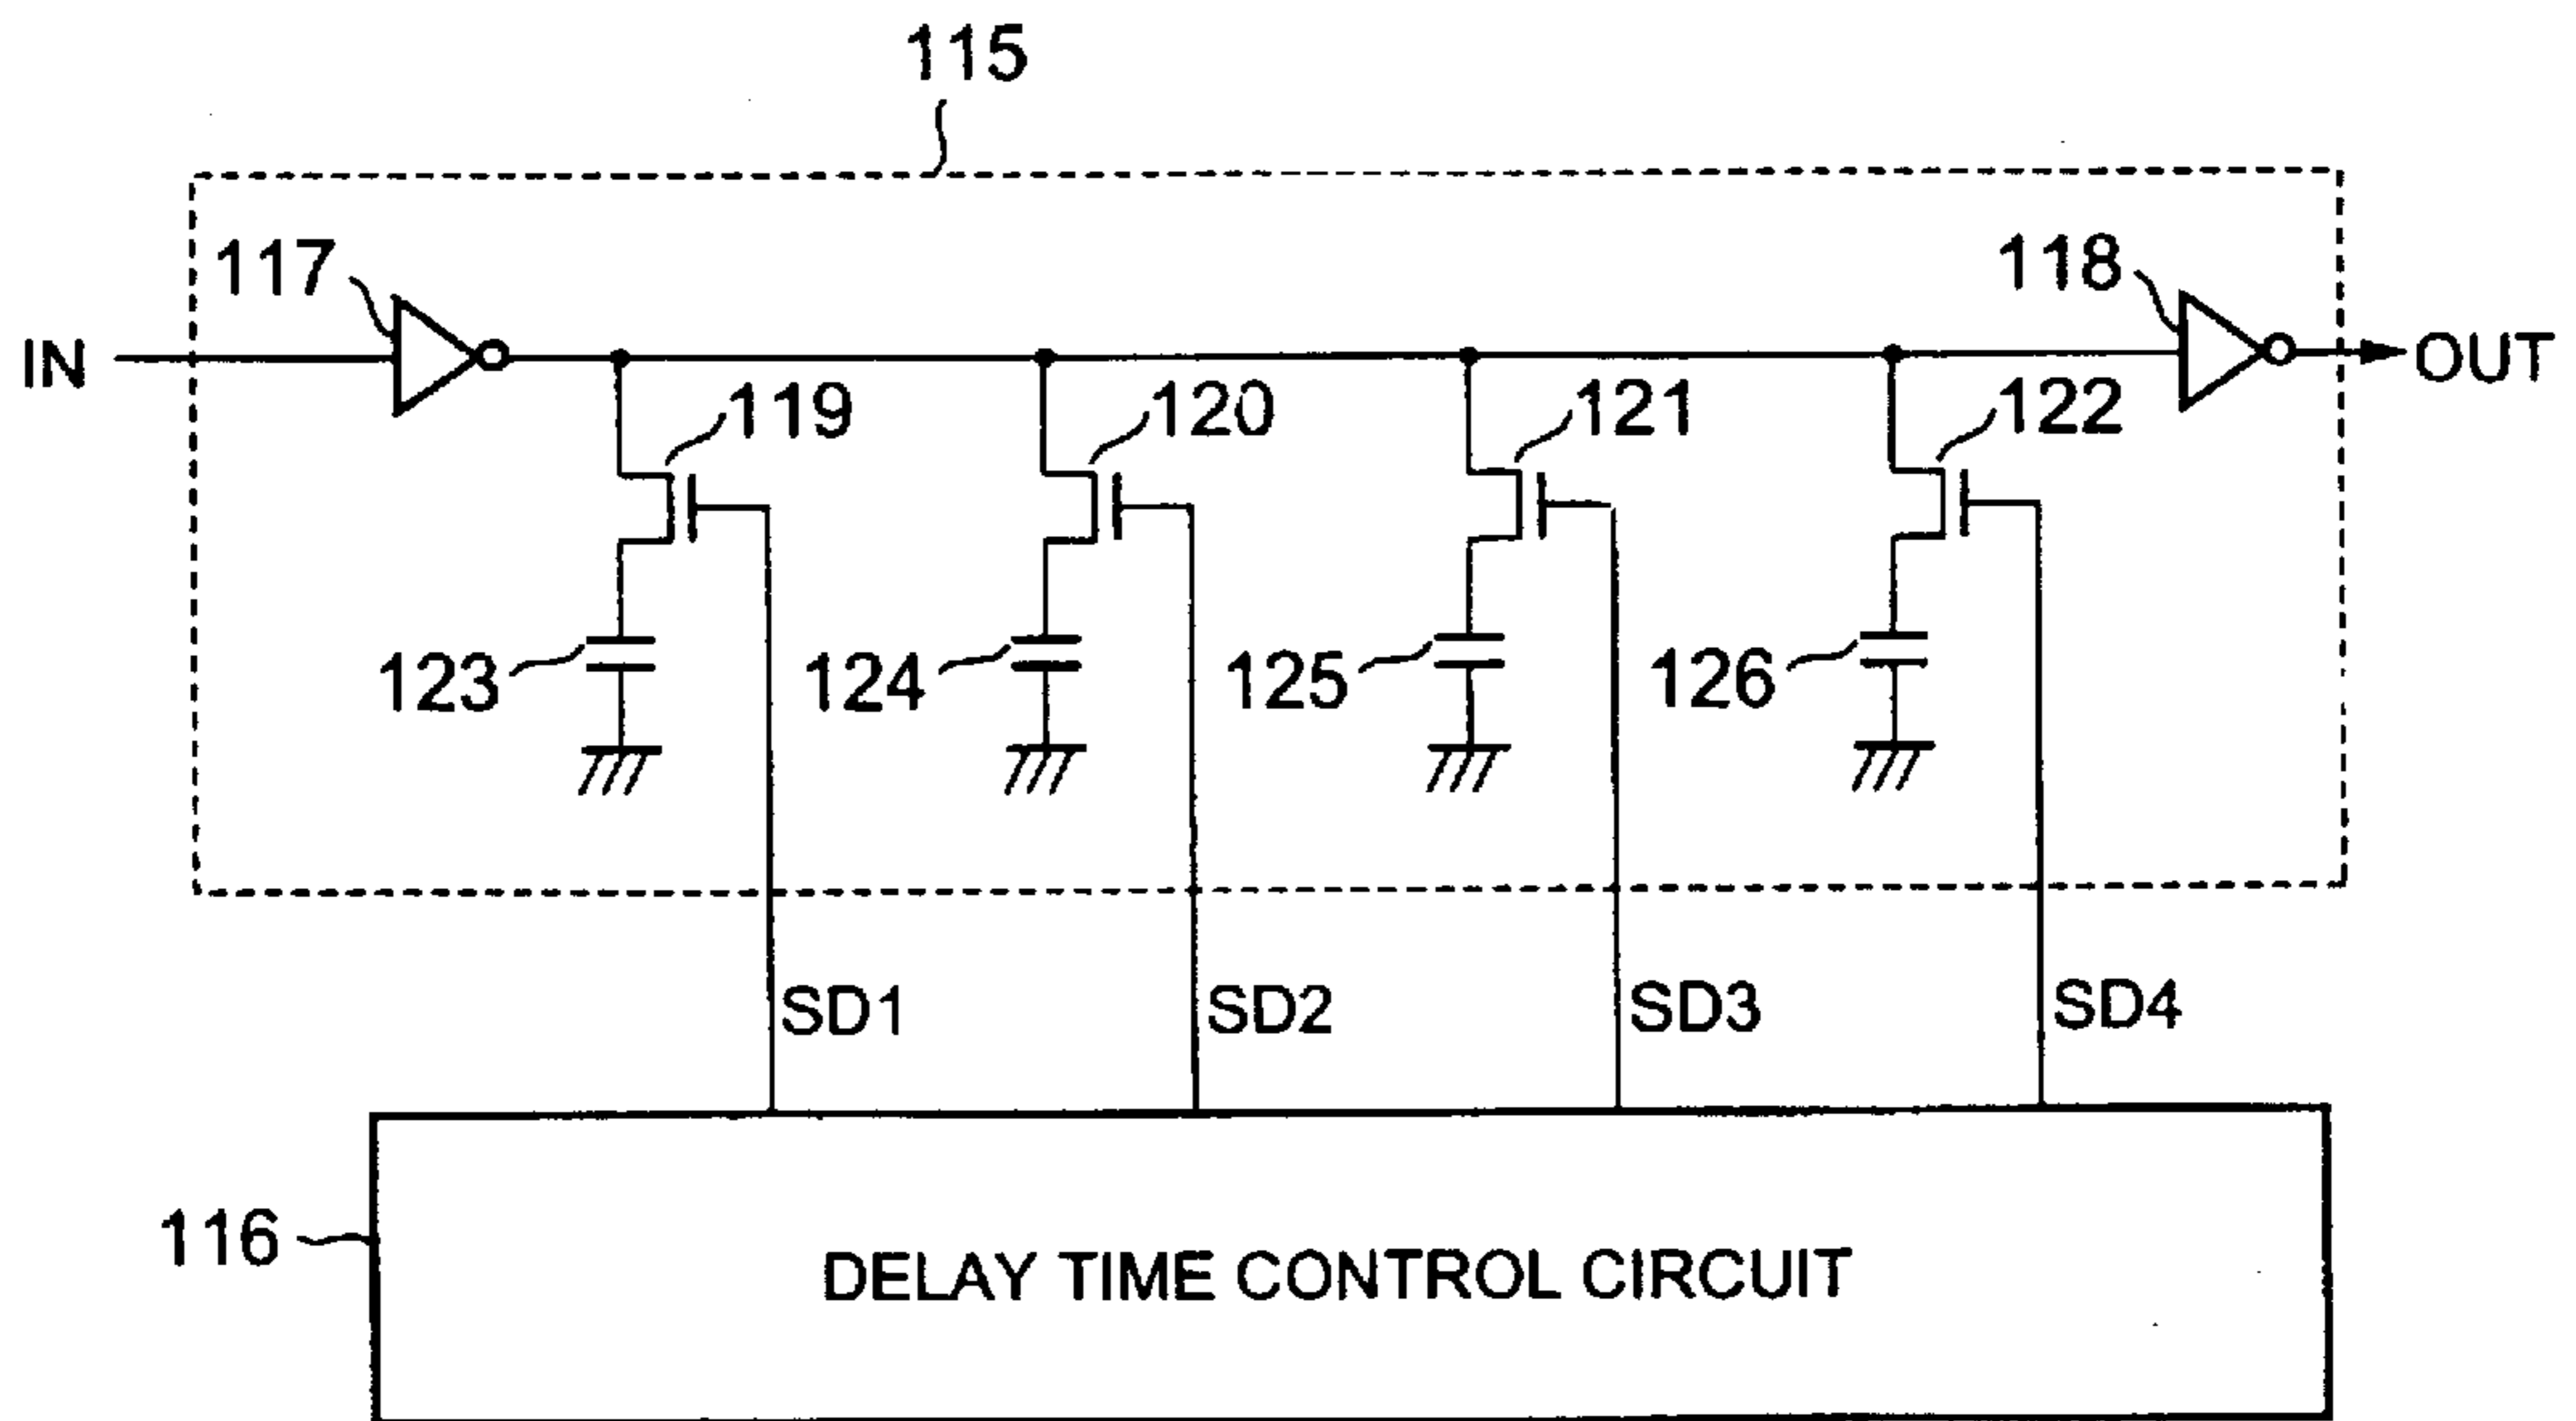 115
117
118
IN
OUT
119
120
121
122
123
124
125
126
SD1
SD2
SD3
SD4
116
DELAY TIME CONTROL CIRCUIT